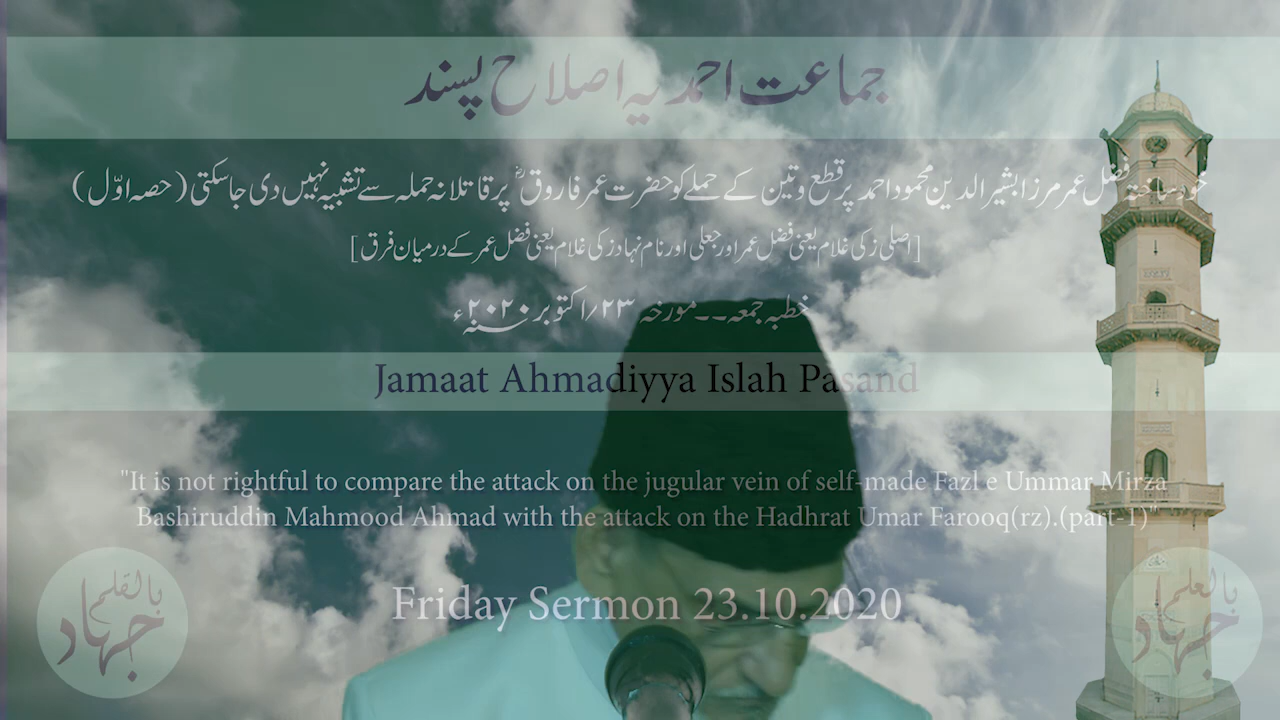 جماعت احمدیہ اصلاح پسند
خود ساختہ فضل عمر مرزا بشیر الدین محمود احمد پر قطع وتین کے حملے کو حضرت عمر فاروقؓ پر قاتلانہ حملہ سے تشبیہ نہیں دی جاسکتی (حصہ اوّل)
[اصلی زکی غلام یعنی فضل عمر اور جعلی اور نام نہاد زکی غلام یعنی فضل عمر کے درمیان فرق]
خطبہ جمعہ۔۔مورخہ ۲۳/اکتوبر ۲۰۲۰ء
Jamaat Ahmadiyya Islah Pasand
"It is not rightful to compare the attack on the jugular vein of self-made Fazl e Ummar Mirza
Bashiruddin Mahmood Ahmad with the attack on the Hadhrat Umar Farooq(rz).(part-1)"
Friday Sermon 23.10.2020
جہاد بالقلم
جہاد بالعلم